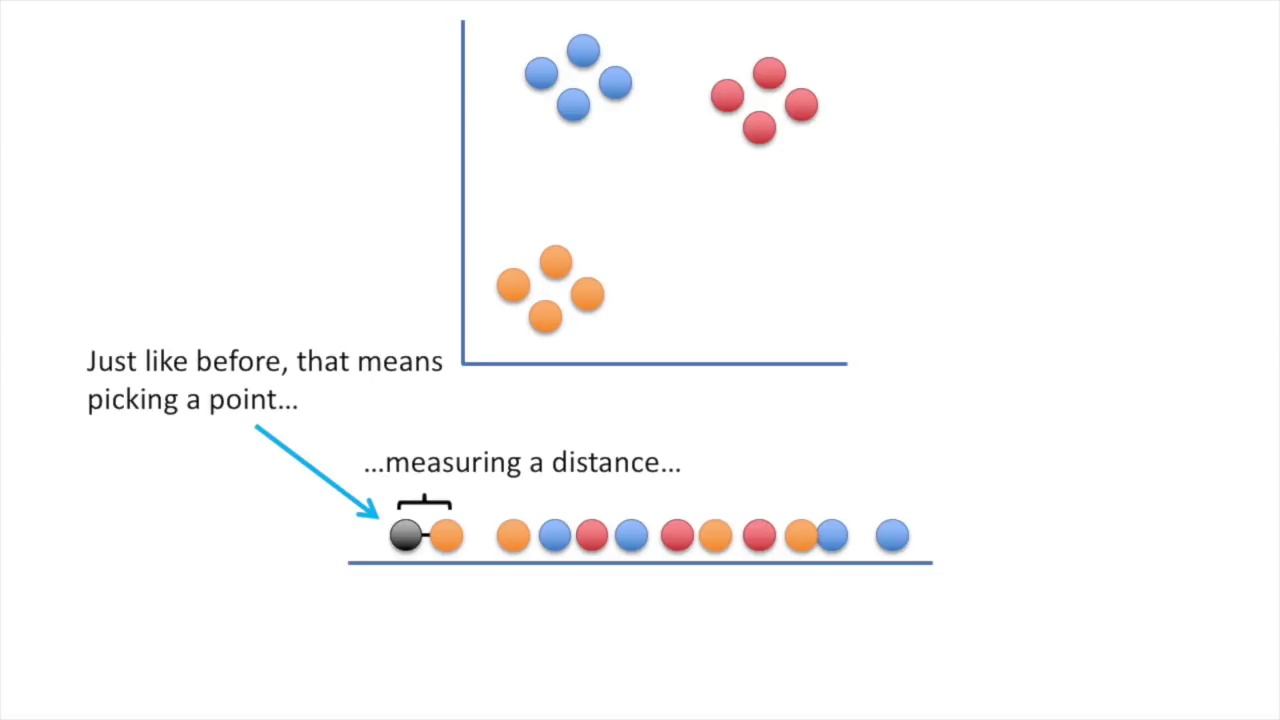 Just like before, that means
picking a point…
…measuring a distance…